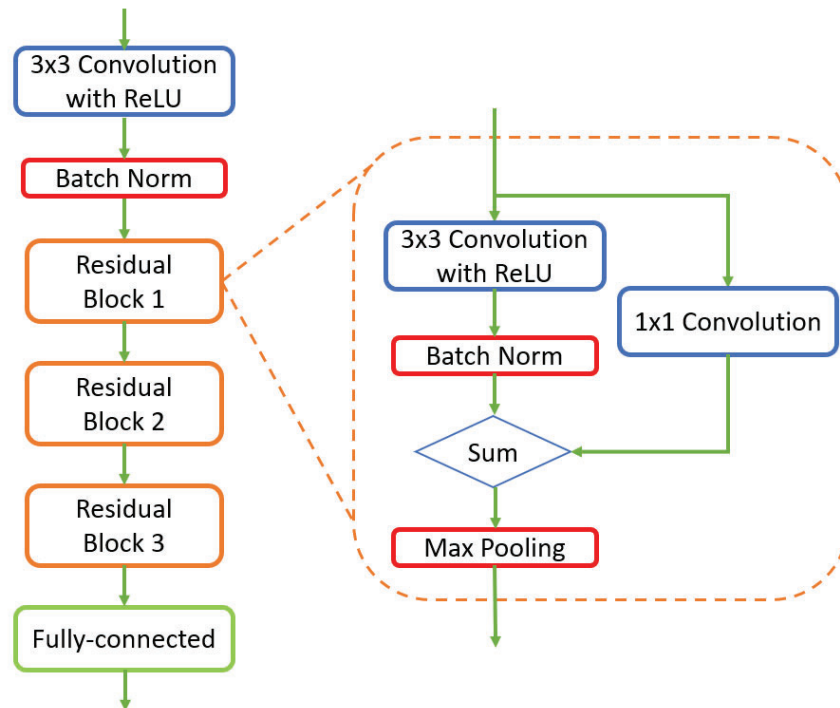 3x3 Convolution
with ReLU
Batch Norm
Residual
Block 1
Residual
Block 2
Residual
Block 3
Fully-connected
3x3 Convolution
with ReLU
Batch Norm
1x1 Convolution
Sum
Max Pooling